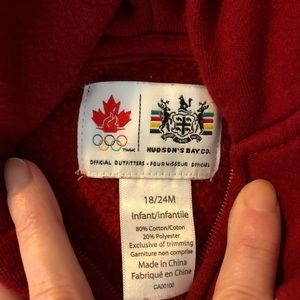 HUDSON'S BAY CO.
OFFICIAL OUTFITTERS - FOURNISSEUR OFFICIEL
18/24M
Infant/infantile
80% Cotton/Coton
20% Polyester
Exclusive of trimming
Garniture non comprise
Made in China
Fabriqué en Chine
CA00100